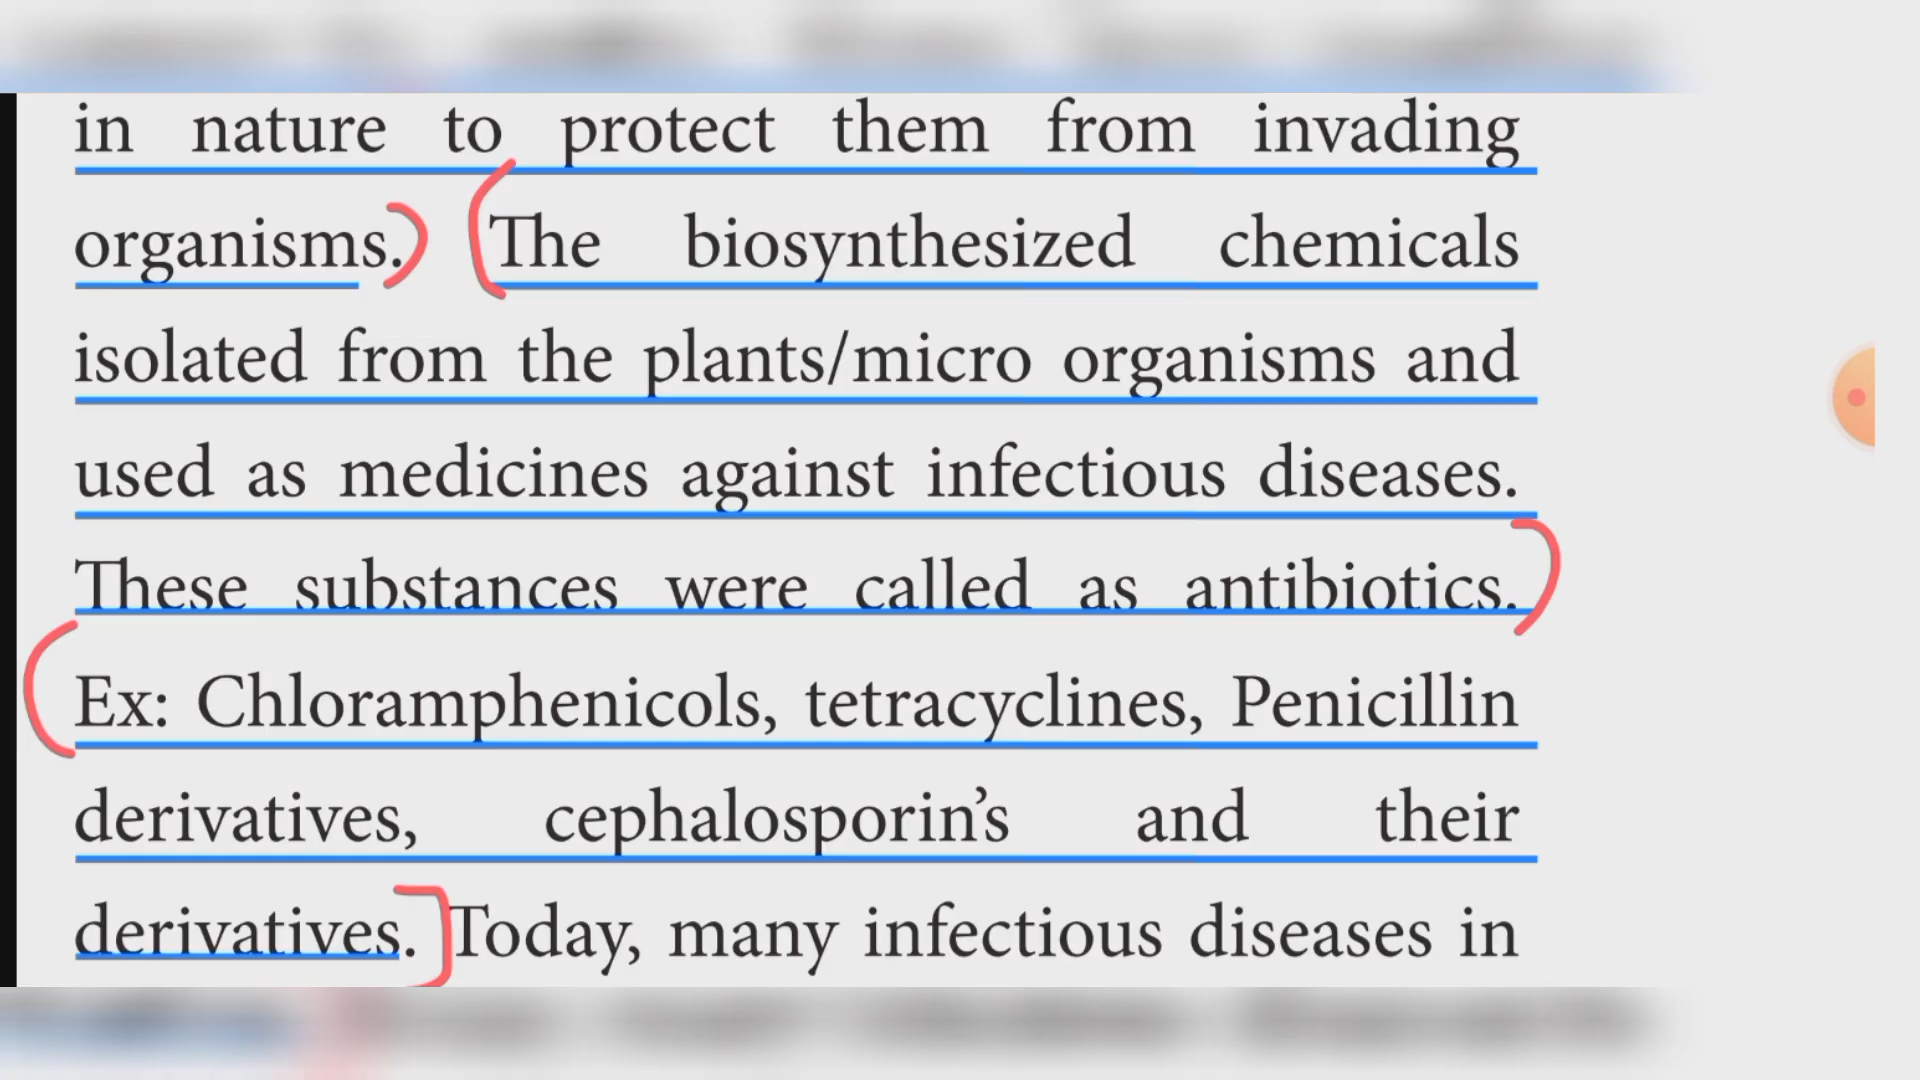 in nature to protect them from invading
organisms. The biosynthesized chemicals
isolated from the plants/micro organisms and
used as medicines against infectious diseases.
These substances were called as antibiotics.
Ex: Chloramphenicols, tetracyclines, Penicillin
derivatives, cephalosporin’s and their
derivatives. Today, many infectious diseases in